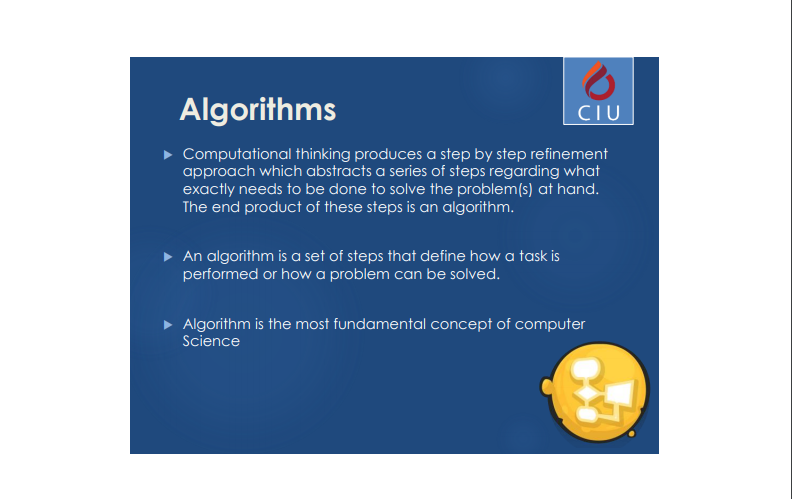 CIU
Algorithms
Computational thinking produces a step by step refinement
approach which abstracts a series of steps regarding what
exactly needs to be done to solve the problem(s) at hand.
The end product of these steps is an algorithm.
An algorithm is a set of steps that define how a task is
performed or how a problem can be solved.
Algorithm is the most fundamental concept of computer
Science